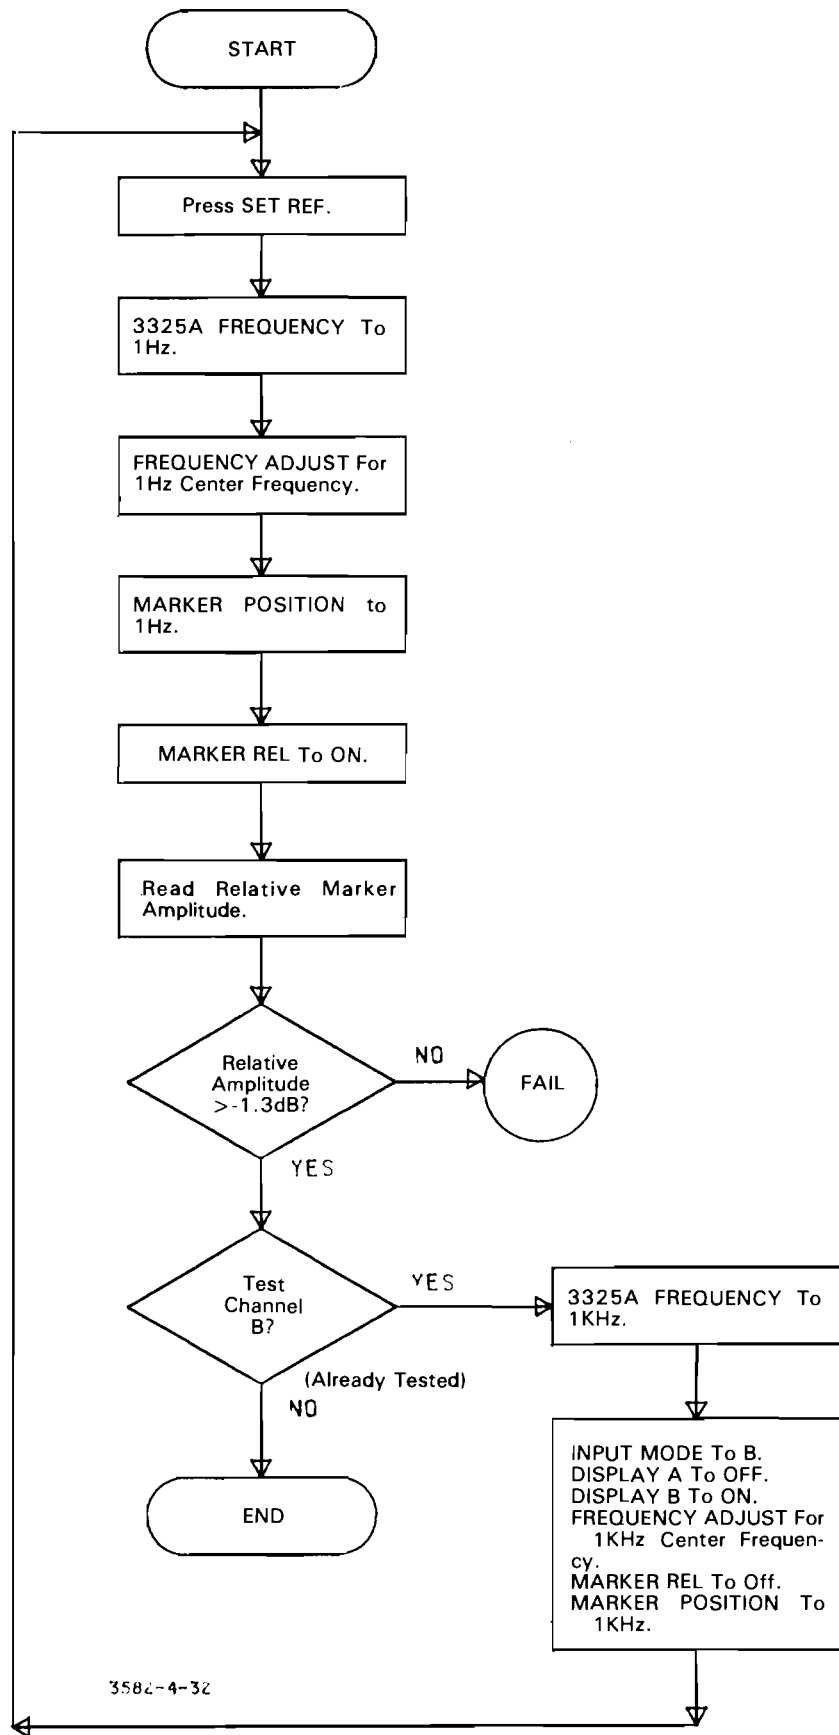 START
Press SET REF.
3325A FREQUENCY To
1Hz.
FREQUENCY ADJUST For
1Hz Center Frequency.
MARKER POSITION to
1Hz.
MARKER REL To ON.
Read Relative Marker
Amplitude.
Relative
Amplitude
>-1.3dB?
NO
FAIL
YES
Test
Channel
B?
YES
3325A FREQUENCY To
1KHz.
(Already Tested)
NO
INPUT MODE To B.
DISPLAY A To OFF.
DISPLAY B To ON.
FREQUENCY ADJUST For
1KHz Center Frequen-
cy.
MARKER REL To Off.
MARKER POSITION To
1KHz.
END
3582-4-32